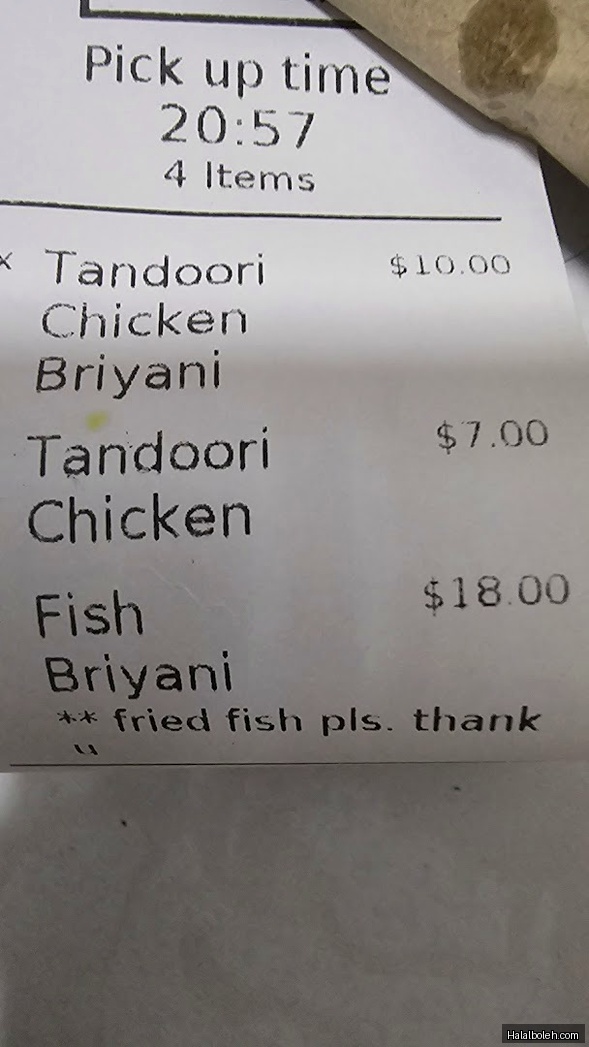 Pick up time
20:57
4 Items
x Tandoori $10.00
Chicken
Briyani
Tandoori $7.00
Chicken
Fish $18.00
Briyani
** fried fish pls. thank
u
Halalboleh.com